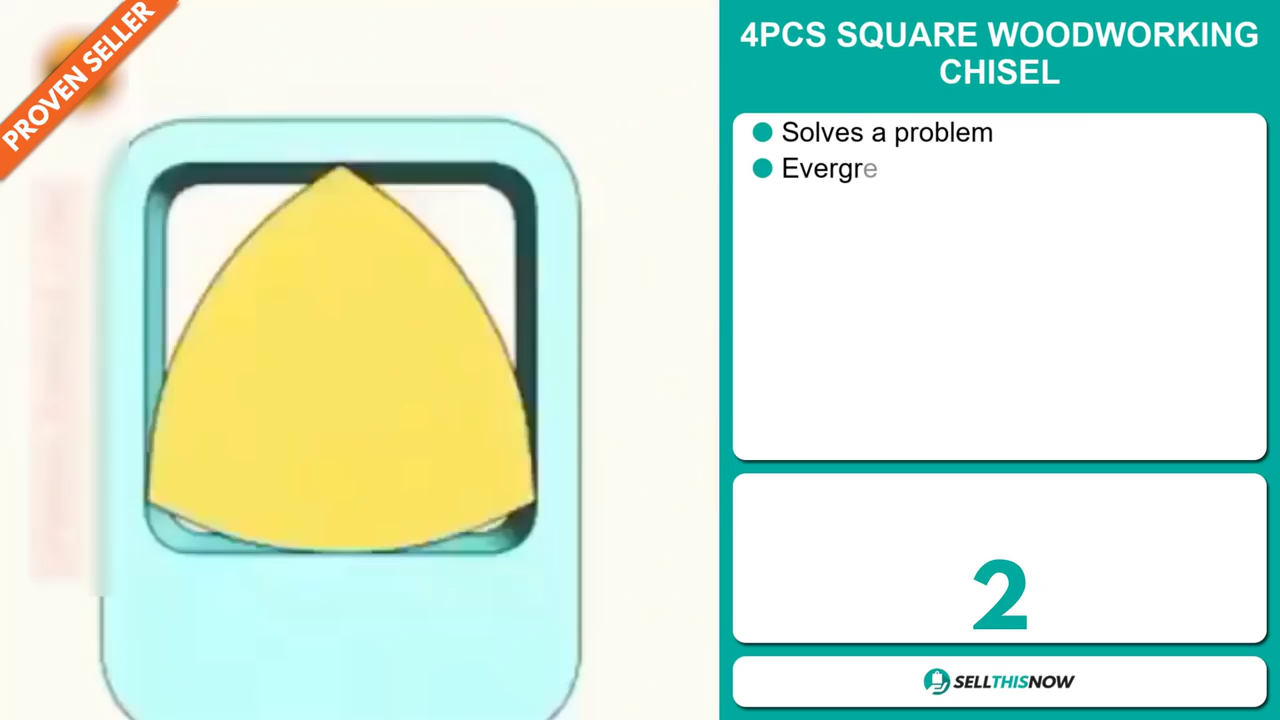 PROVEN SELLER
4PCS SQUARE WOODWORKING
CHISEL
Solves a problem
Evergre
2
SELLTHISNOW